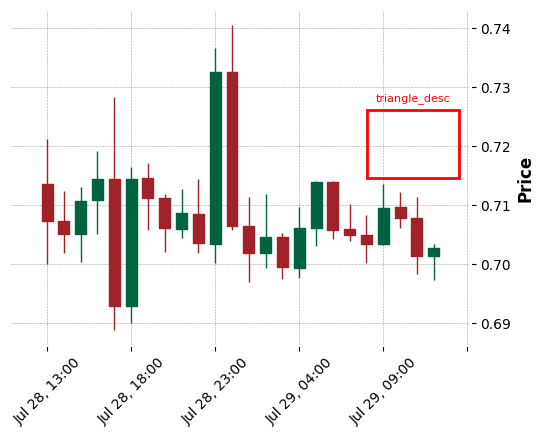 0.74
0.73
triangle_desc
0.72
Price
0.71
0.70
0.69
Jul 28, 13:00
Jul 28, 18:00
Jul 28, 23:00
Jul 29, 04:00
Jul 29, 09:00